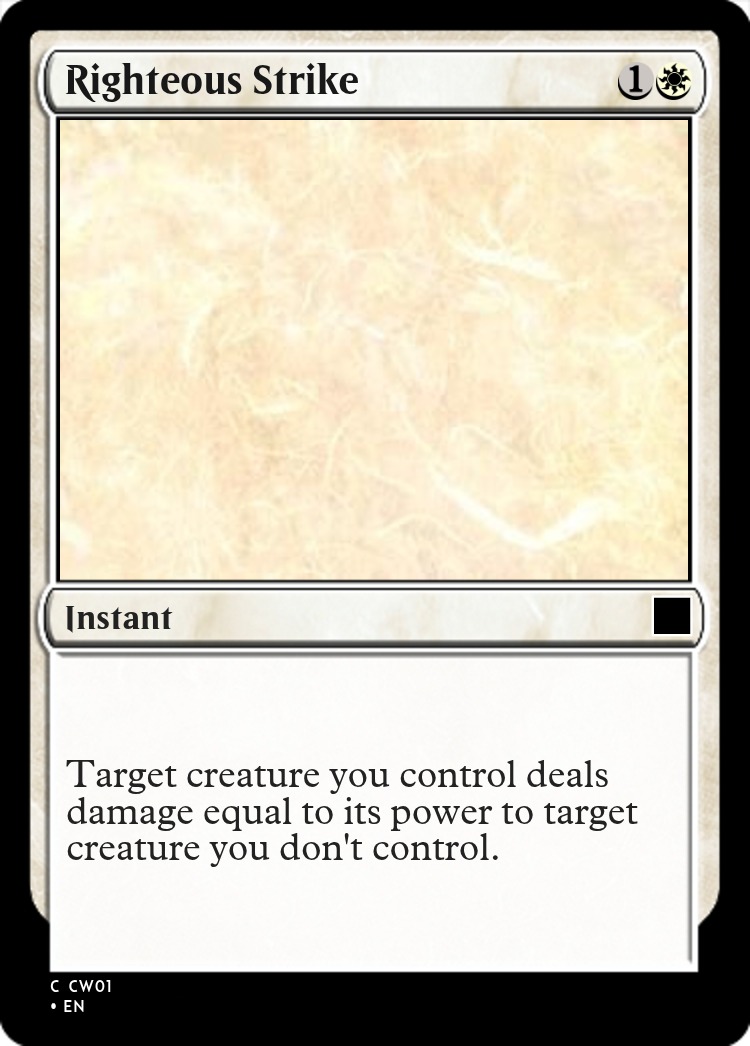 Righteous Strike 1
Instant
Target creature you control deals
damage equal to its power to target
creature you don't control.
C CW01
• EN